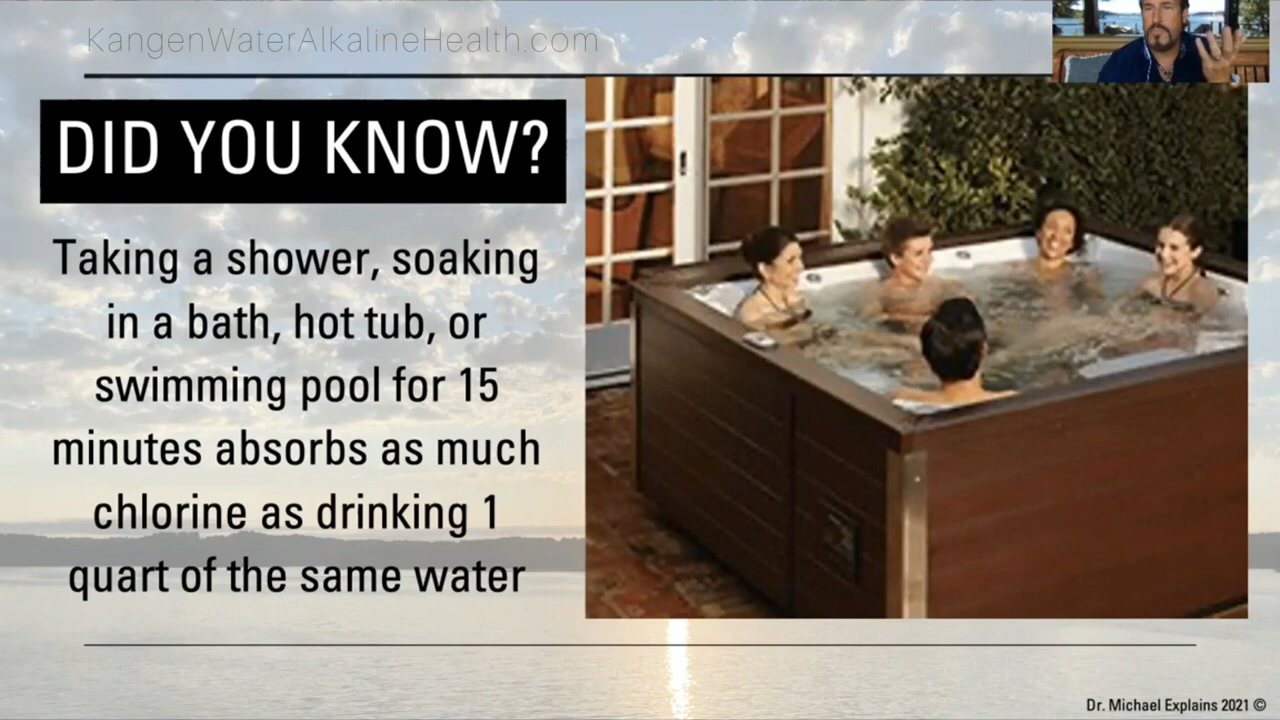 KangenWaterAlkalineHealth.com
DID YOU KNOW?
Taking a shower, soaking
in a bath, hot tub, or
swimming pool for 15
minutes absorbs as much
chlorine as drinking 1
quart of the same water
Dr. Michael Explains 2021 ©